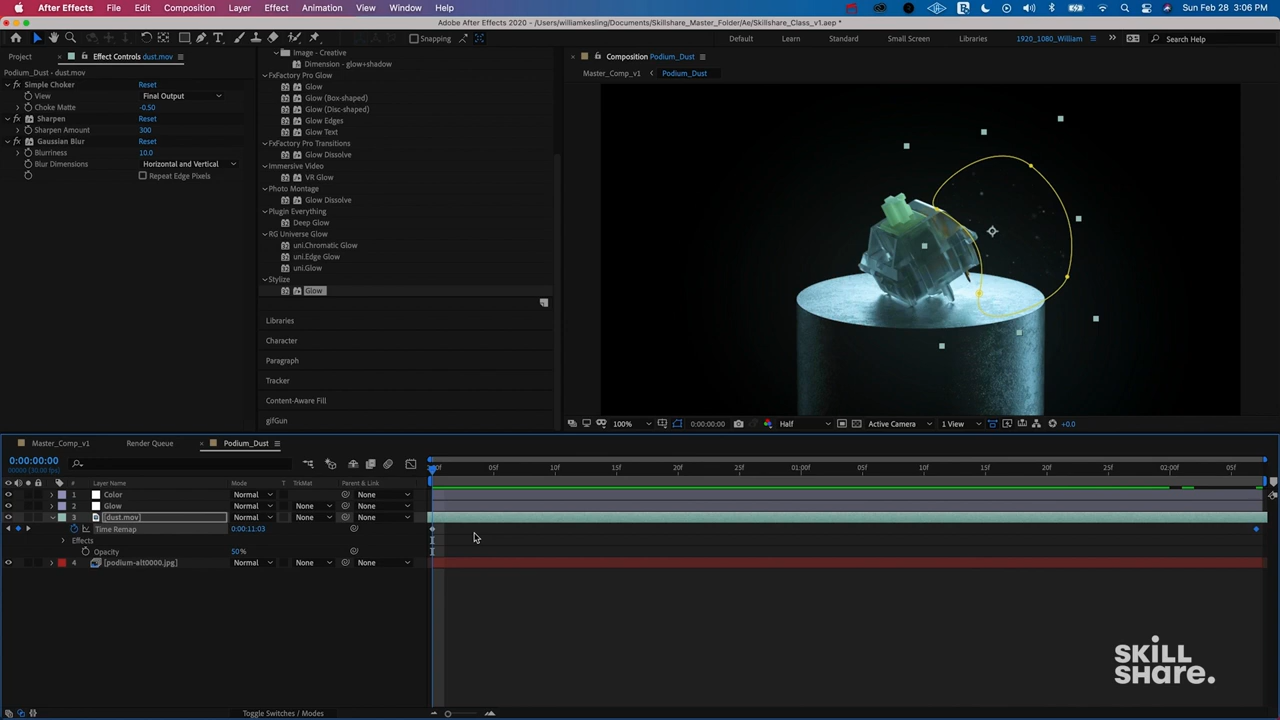 After Effects File Edit Composition Layer Effect Animation View Window Help Sun Feb 28 3:06 PM
Adobe After Effects 2020 - /Users/williamkesling/Documents/Skillshare_Master_Folder/Ae/Skillshare_Class_v1.aep *
Snapping Default Learn Standard Small Screen Libraries 1920_1080_William Search Help
Project Effect Controls dust.mov
Podium_Dust • dust.mov
Simple Choker Reset
View Final Output
Choke Matte -0.50
Sharpen Reset
Sharpen Amount 300
Gaussian Blur Reset
Blurriness 10.0
Blur Dimensions Horizontal and Vertical
Repeat Edge Pixels
Image - Creative
Dimension - glow+shadow
FxFactory Pro Glow
Glow
Glow (Box-shaped)
Glow (Disc-shaped)
Glow Edges
Glow Text
FxFactory Pro Transitions
Glow Dissolve
Immersive Video
VR Glow
Photo Montage
Glow Dissolve
Plugin Everything
Deep Glow
RG Universe Glow
uni.Chromatic Glow
uni.Edge Glow
uni.Glow
Stylize
Glow
Libraries
Character
Paragraph
Tracker
Content-Aware Fill
gifGun
Composition Podium_Dust
Master_Comp_v1 Podium_Dust
100% 0:00:00:00 Half Active Camera 1 View +0.0
Master_Comp_v1 Render Queue Podium_Dust
0:00:00:00
00000 (30.00 fps)
:00f 05f 10f 15f 20f 25f 01:00f 05f 10f 15f 20f 25f 02:00f 05f
# Layer Name Mode T TrkMat Parent & Link
1 Color Normal None
2 Glow Normal None None
3 [dust.mov] Normal None None
Time Remap 0:00:11:03
Effects
Opacity 50%
4 [podium-alt0000.jpg] Normal None None
Toggle Switches / Modes
SKILL
SHARE.